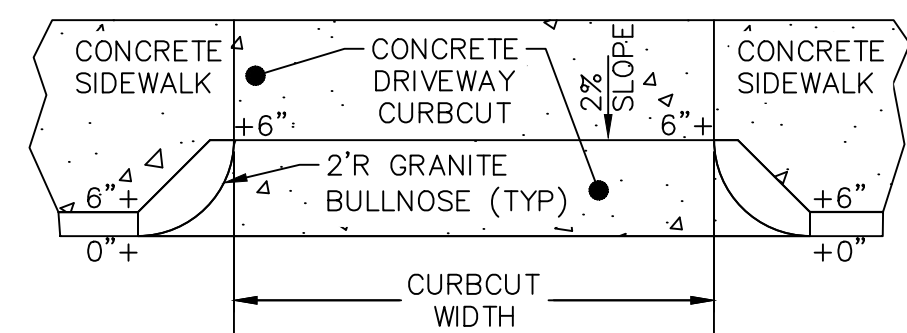 CONCRETE
SIDEWALK
CONCRETE
DRIVEWAY
CURBCUT
2%
SLOPE
CONCRETE
SIDEWALK
+6"
6"+
2'R GRANITE
BULLNOSE (TYP)
6"+
+6"
0"+
+0"
CURBCUT
WIDTH